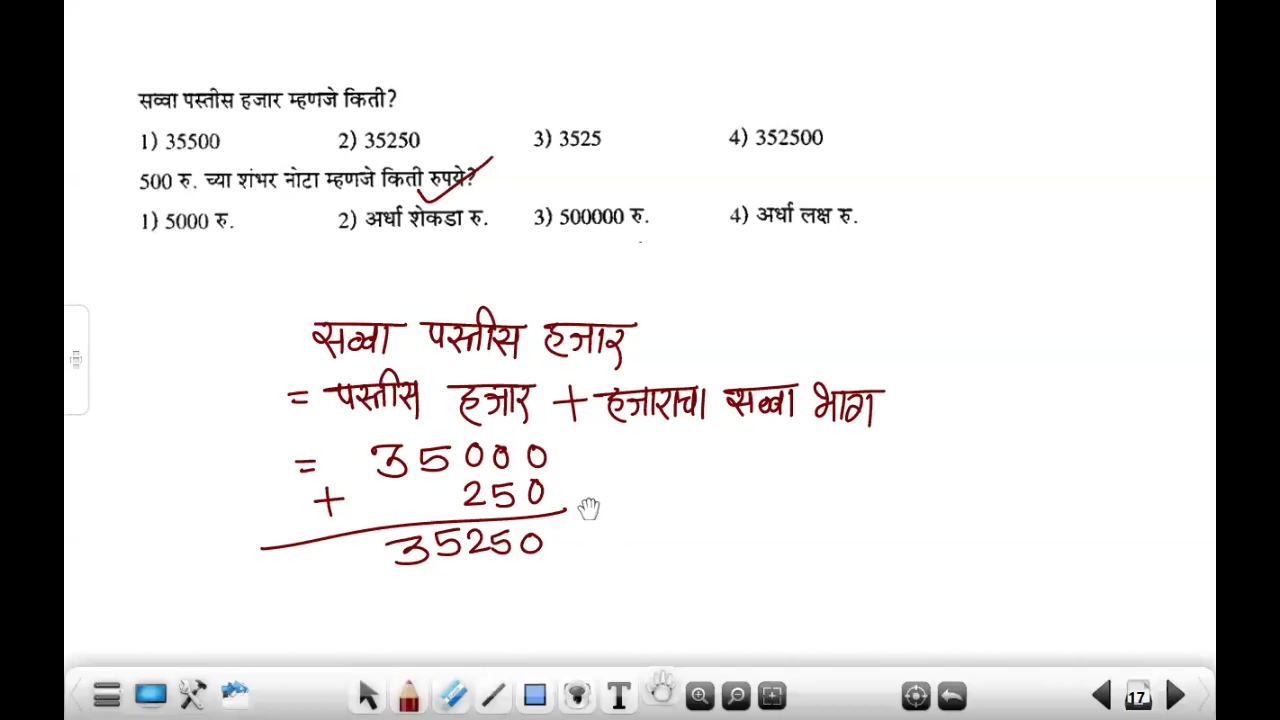 सव्वा पस्तीस हजार म्हणजे किती?
1) 35500 2) 35250 3) 3525 4) 352500
500 रु. च्या शंभर नोटा म्हणजे किती रुपये?
1) 5000 रु. 2) अर्धा शेकडा रु. 3) 500000 रु. 4) अर्धा लक्ष रु.
सव्वा पस्तीस हजार
= पस्तीस हजार + हजाराचा सव्वा भाग
= 35000
+ 250
35250
T 17